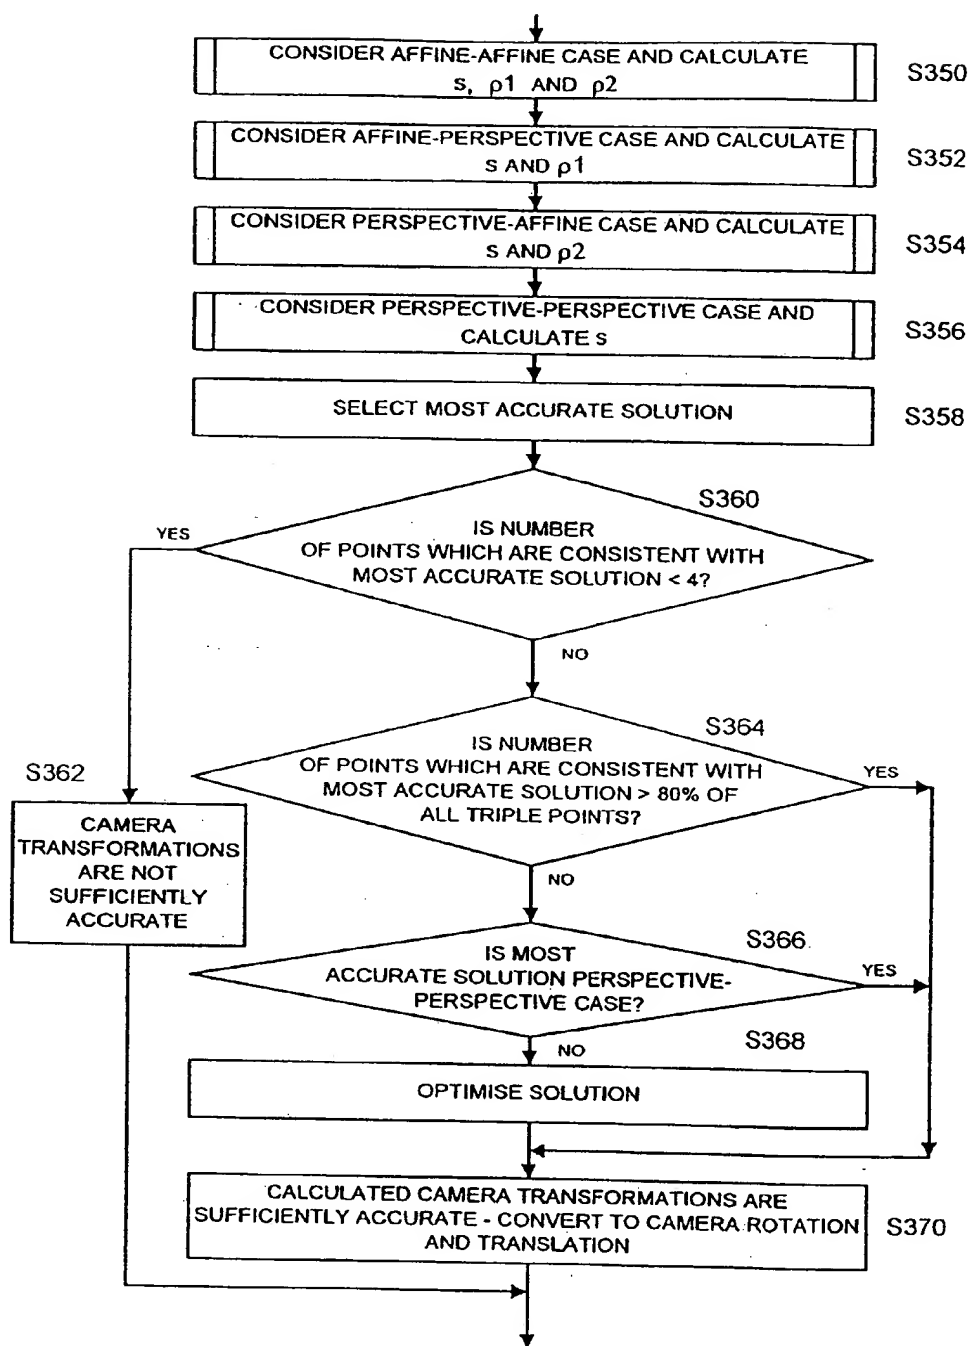 CONSIDER AFFINE-AFFINE CASE AND CALCULATE
s, ρ1 AND ρ2
S350
CONSIDER AFFINE-PERSPECTIVE CASE AND CALCULATE
s AND ρ1
S352
CONSIDER PERSPECTIVE-AFFINE CASE AND CALCULATE
s AND ρ2
S354
CONSIDER PERSPECTIVE-PERSPECTIVE CASE AND
CALCULATE s
S356
SELECT MOST ACCURATE SOLUTION
S358
S360
YES
IS NUMBER
OF POINTS WHICH ARE CONSISTENT WITH
MOST ACCURATE SOLUTION < 4?
NO
S364
IS NUMBER
OF POINTS WHICH ARE CONSISTENT WITH
MOST ACCURATE SOLUTION > 80% OF
ALL TRIPLE POINTS?
YES
S362
CAMERA
TRANSFORMATIONS
ARE NOT
SUFFICIENTLY
ACCURATE
NO
S366
IS MOST
ACCURATE SOLUTION PERSPECTIVE-
PERSPECTIVE CASE?
YES
NO
S368
OPTIMISE SOLUTION
CALCULATED CAMERA TRANSFORMATIONS ARE
SUFFICIENTLY ACCURATE - CONVERT TO CAMERA ROTATION
AND TRANSLATION
S370